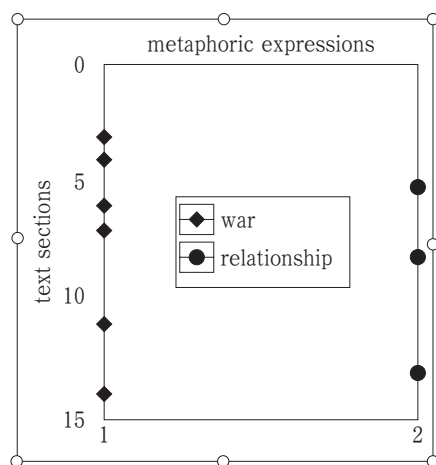 metaphoric expressions
0
5
10
15
text sections
war
relationship
1 2